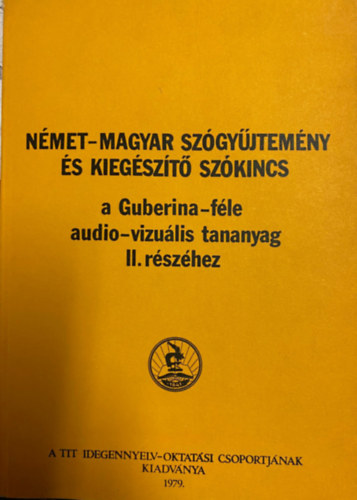 NÉMET-MAGYAR SZÓGYŰJTEMÉNY
ÉS KIEGÉSZÍTŐ SZÓKINCS
a Guberina-féle
audio-vizuális tananyag
II. részéhez
A TIT IDEGENNYELV-OKTATÁSI CSOPORTJÁNAK
KIADVÁNYA
1979.